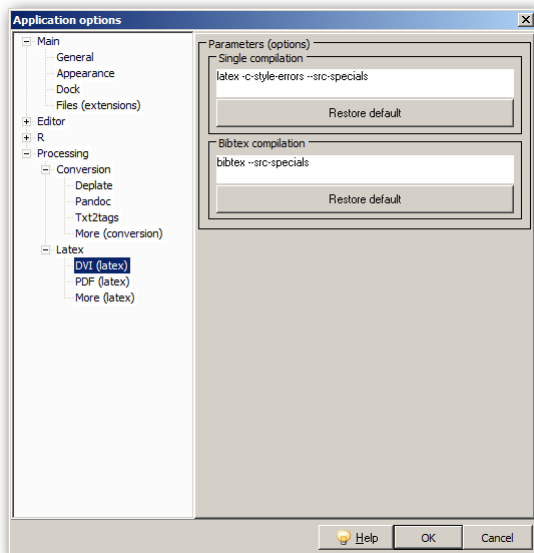 Application options
Main
General
Appearance
Dock
Files (extensions)
Editor
R
Processing
Conversion
Deplate
Pandoc
Txt2tags
More (conversion)
Latex
DVI (latex)
PDF (latex)
More (latex)
Parameters (options)
Single compilation
latex -c-style-errors --src-specials
Restore default
Bibtex compilation
bibtex --src-specials
Restore default
Help
OK
Cancel